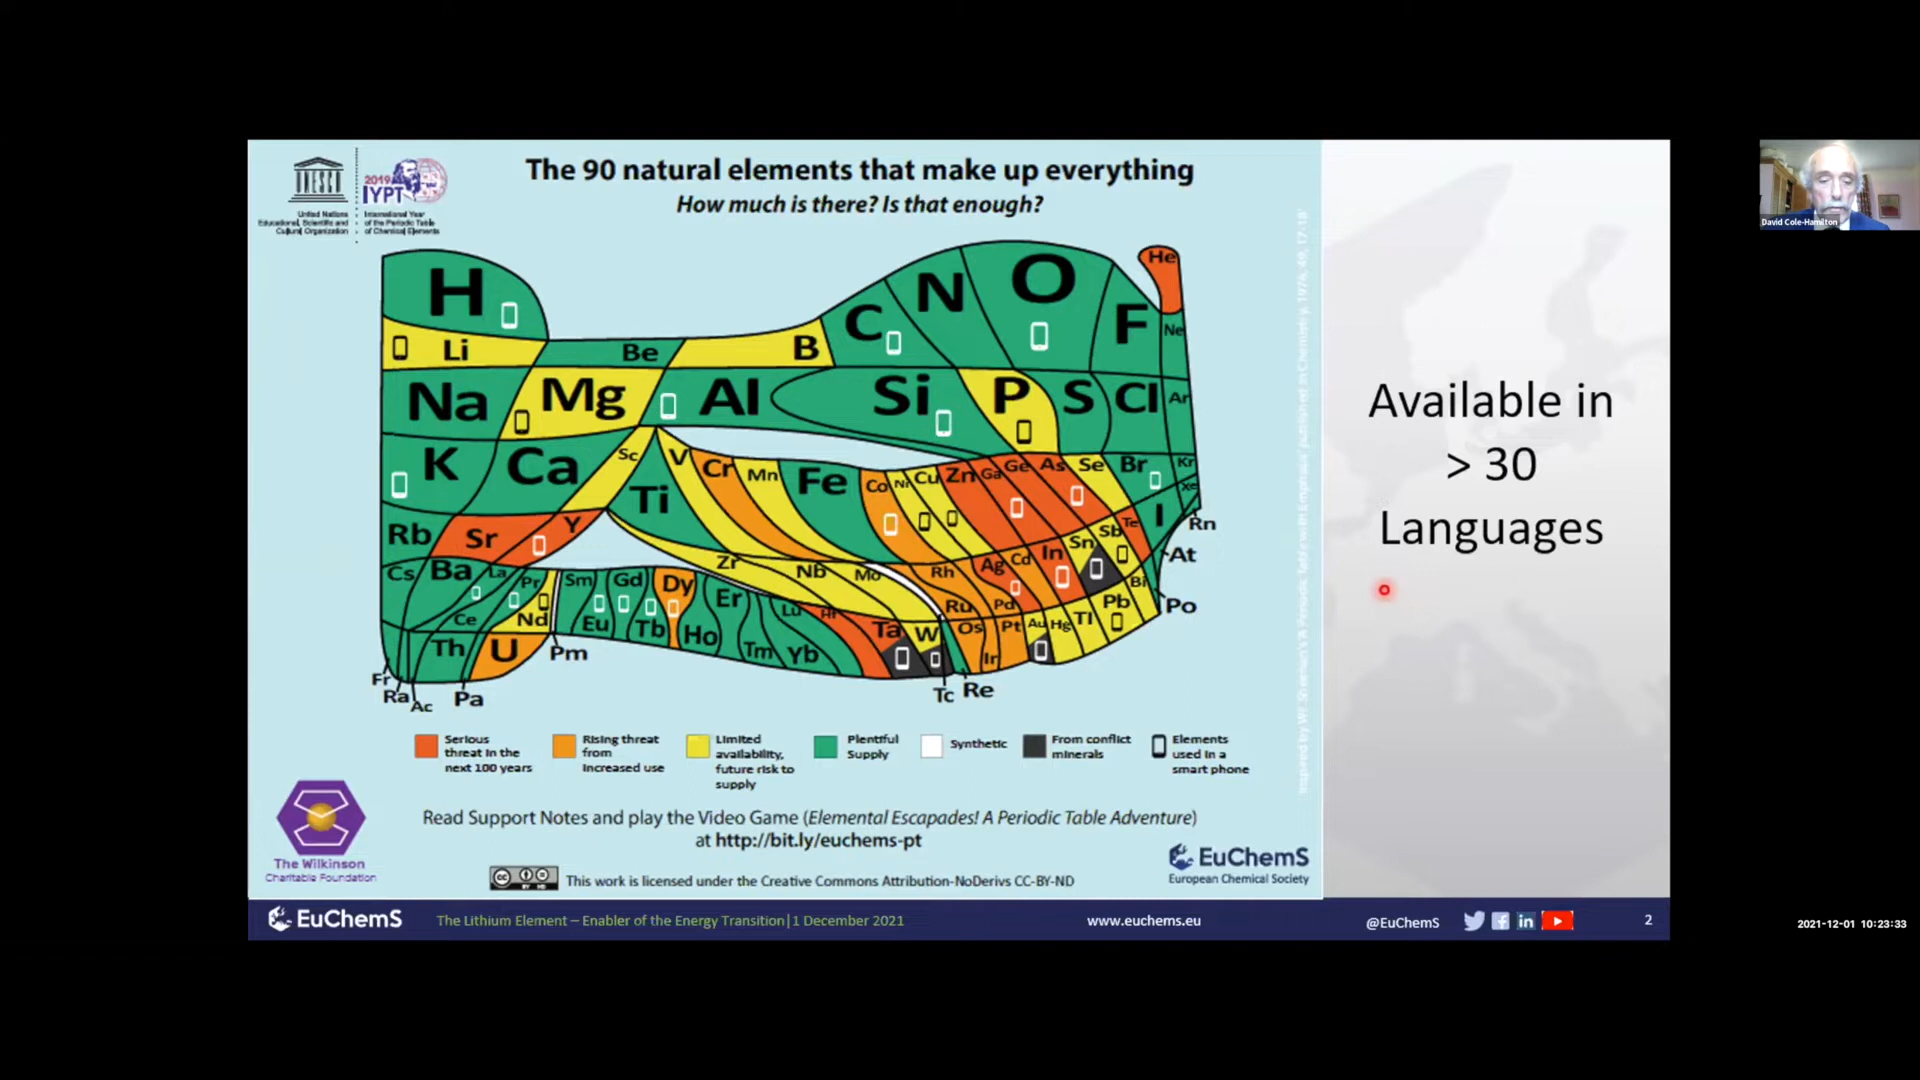 The 90 natural elements that make up everything
How much is there? Is that enough?
UNESCO
United Nations
Educational, Scientific and
Cultural Organization
2019
IYPT
International Year
of the Periodic Table
of Chemical Elements
H
He
Li
Be
B
C
N
O
F
Ne
Na
Mg
Al
Si
P
S
Cl
Ar
K
Ca
Sc
Ti
V
Cr
Mn
Fe
Co
Ni
Cu
Zn
Ga
Ge
As
Se
Br
Kr
Rb
Sr
Y
Zr
Nb
Mo
Rh
Ag
Cd
In
Sn
Sb
Te
I
Xe
Rn
Cs
Ba
La
Pr
Sm
Gd
Dy
Er
Lu
Hf
Ru
Pd
Bi
At
Ce
Nd
Eu
Tb
Ho
Tm
Yb
Ta
W
Os
Ir
Pt
Au
Hg
Tl
Pb
Po
Th
U
Pm
Fr
Ra
Ac
Pa
Tc
Re
Serious
threat in the
next 100 years
Rising threat
from
increased use
Limited
availability,
future risk to
supply
Plentiful
Supply
Synthetic
From conflict
minerals
Elements
used in a
smart phone
Read Support Notes and play the Video Game (Elemental Escapades! A Periodic Table Adventure)
at http://bit.ly/euchems-pt
The Wilkinson
Charitable Foundation
cc BY ND
This work is licensed under the Creative Commons Attribution-NoDerivs CC-BY-ND
EuChemS
European Chemical Society
Available in
> 30
Languages
EuChemS
The Lithium Element – Enabler of the Energy Transition|1 December 2021
www.euchems.eu
@EuChemS
in
2
David Cole-Hamilton
2021-12-01 10:23:33